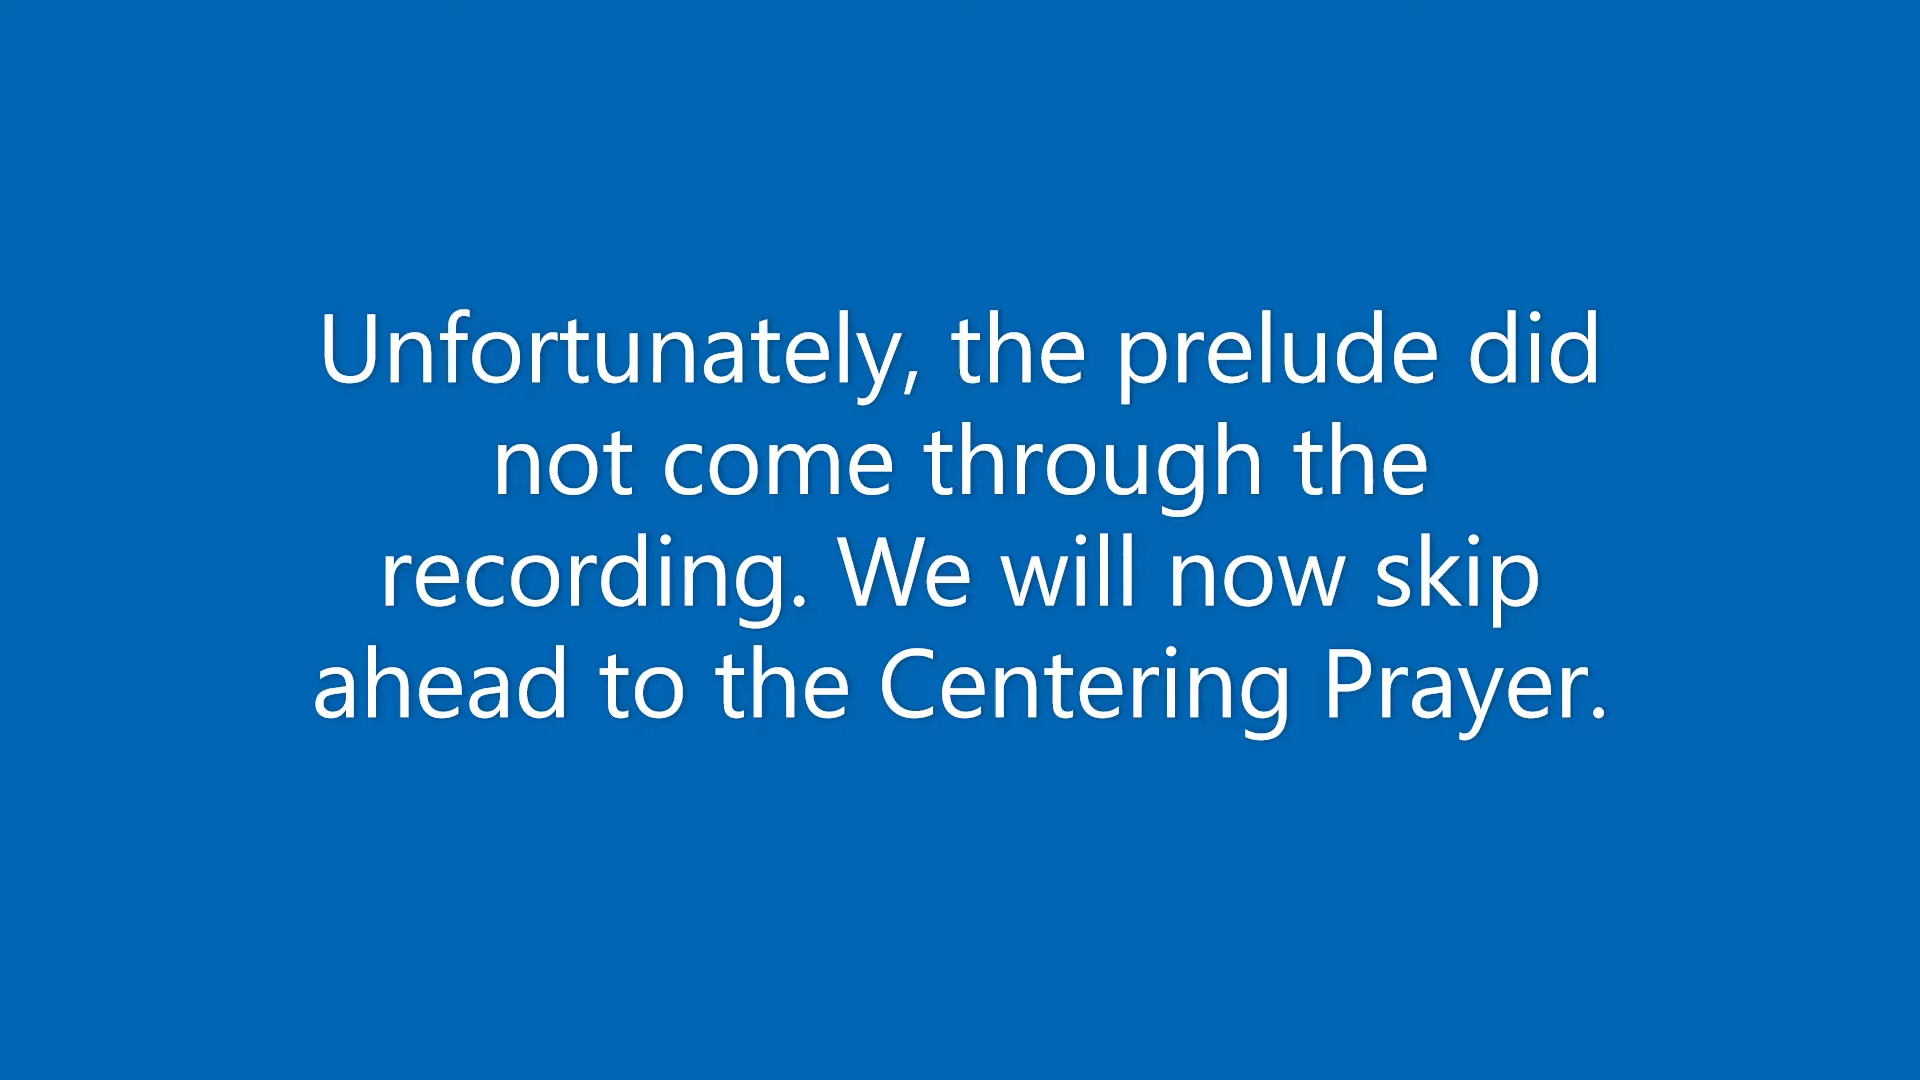 Unfortunately, the prelude did
not come through the
recording. We will now skip
ahead to the Centering Prayer.